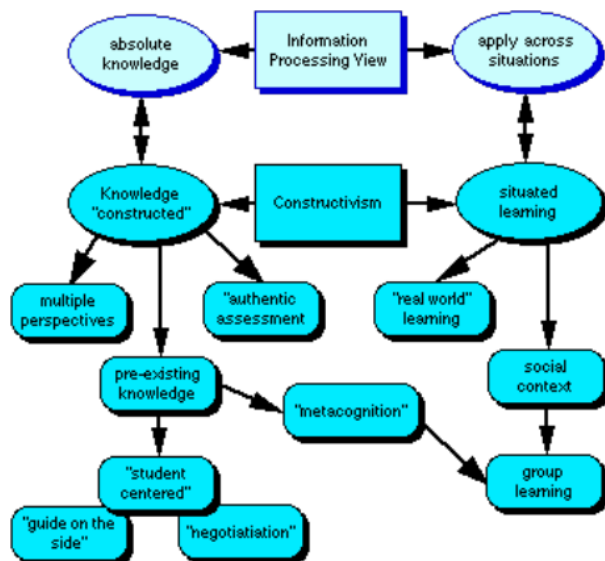 absolute
knowledge
Information
Processing View
apply across
situations
Knowledge
"constructed"
Constructivism
situated
learning
multiple
perspectives
"authentic
assessment
"real world"
learning
pre-existing
knowledge
"metacognition"
social
context
"student
centered"
group
learning
"guide on the
side"
"negotiatiation"